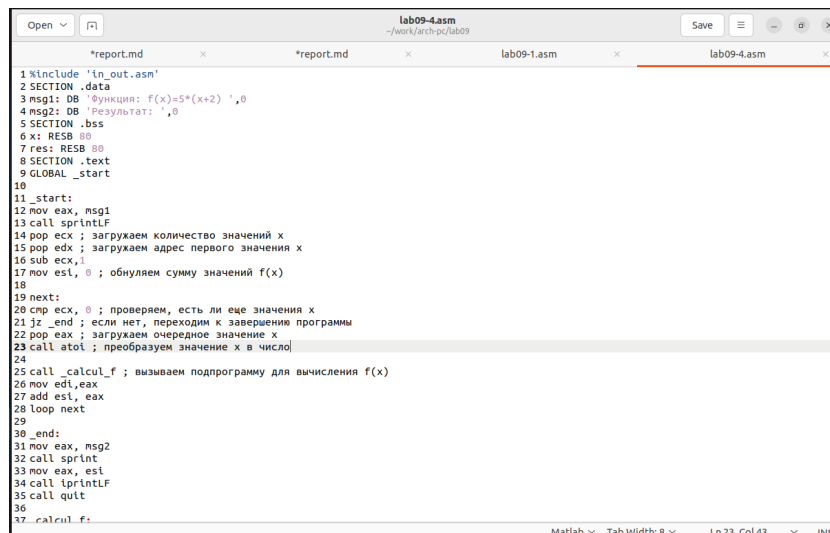 Open
lab09-4.asm
~/work/arch-pc/lab09
Save
*report.md × *report.md × lab09-1.asm × lab09-4.asm ×
1 %include 'in_out.asm'
2 SECTION .data
3 msg1: DB 'Функция: f(x)=5*(x+2) ',0
4 msg2: DB 'Результат: ',0
5 SECTION .bss
6 x: RESB 80
7 res: RESB 80
8 SECTION .text
9 GLOBAL _start
10
11 _start:
12 mov eax, msg1
13 call sprintLF
14 pop ecx ; загружаем количество значений x
15 pop edx ; загружаем адрес первого значения x
16 sub ecx,1
17 mov esi, 0 ; обнуляем сумму значений f(x)
18
19 next:
20 cmp ecx, 0 ; проверяем, есть ли еще значения x
21 jz _end ; если нет, переходим к завершению программы
22 pop eax ; загружаем очередное значение x
23 call atoi ; преобразуем значение x в число
24
25 call _calcul_f ; вызываем подпрограмму для вычисления f(x)
26 mov edi,eax
27 add esi, eax
28 loop next
29
30 _end:
31 mov eax, msg2
32 call sprint
33 mov eax, esi
34 call iprintLF
35 call quit
36
37 _calcul_f:
Matlab Tab Width: 8 Ln 23, Col 43 INS